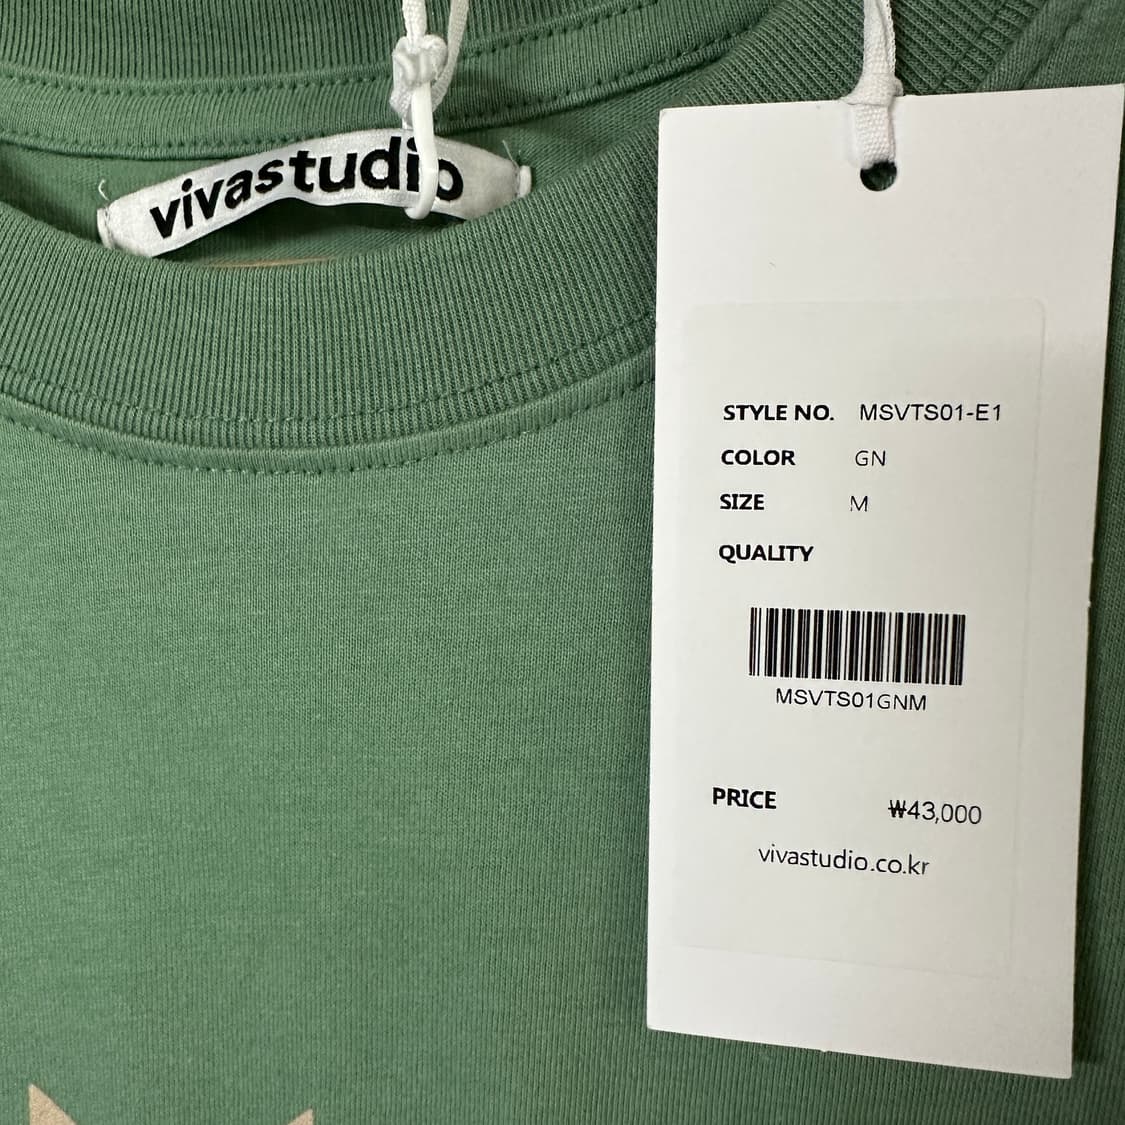 vivastudio
STYLE NO. MSVTS01-E1
COLOR GN
SIZE M
QUALITY
MSVTS01GNM
PRICE ₩43,000
vivastudio.co.kr